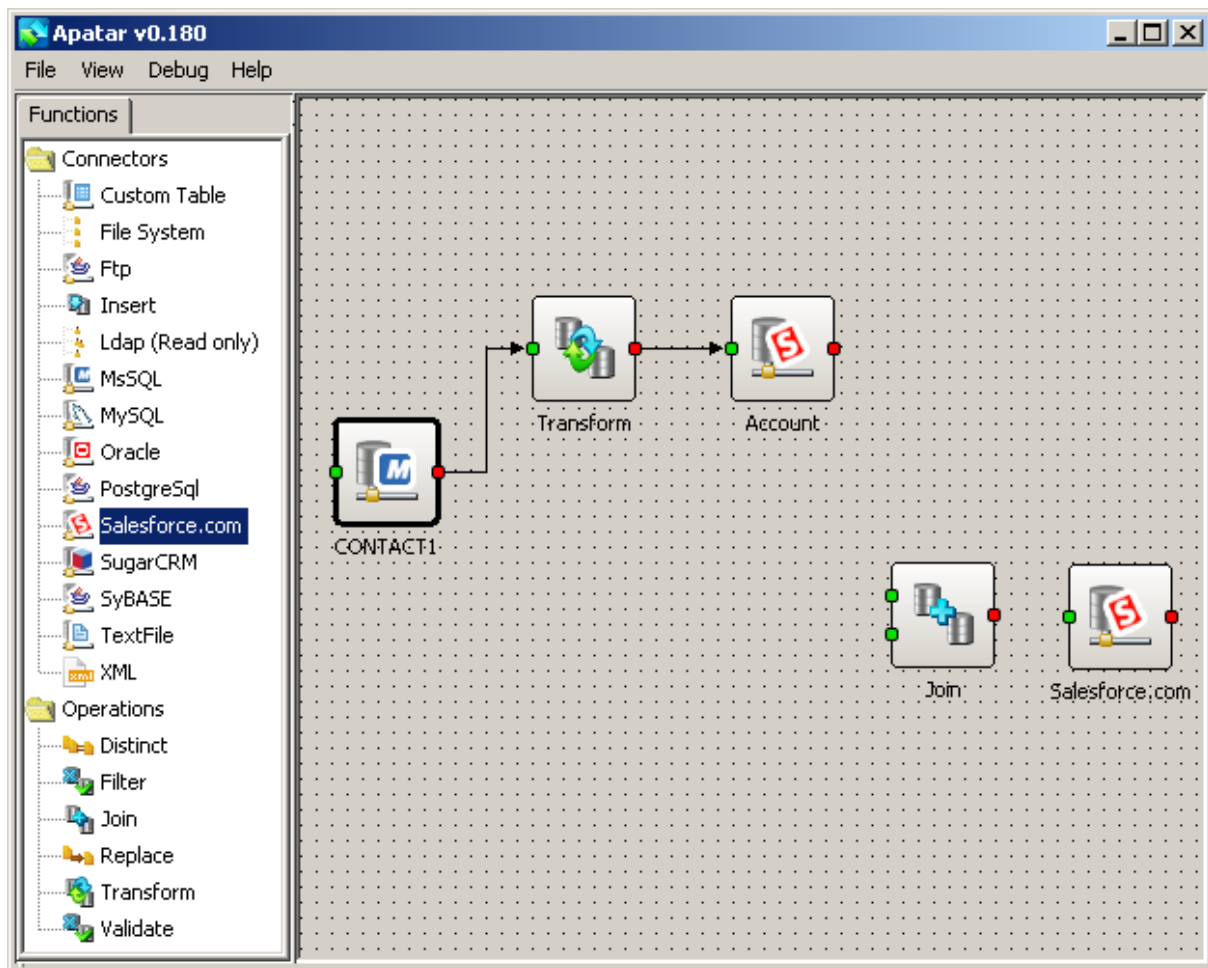 Apatar v0.180
File View Debug Help
Functions
Connectors
Custom Table
File System
Ftp
Insert
Ldap (Read only)
MsSQL
MySQL
Oracle
PostgreSql
Salesforce.com
SugarCRM
SyBASE
TextFile
XML
Operations
Distinct
Filter
Join
Replace
Transform
Validate
Transform
Account
CONTACT1
Join
Salesforce.com